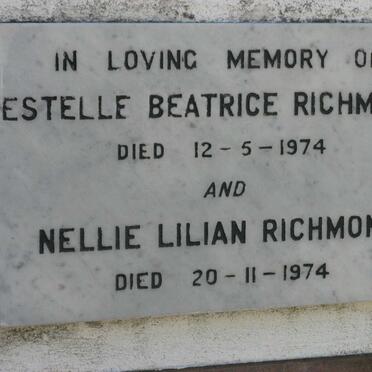 IN LOVING MEMORY O
ESTELLE BEATRICE RICHM
DIED 12-5-1974
AND
NELLIE LILIAN RICHMON
DIED 20-11-1974